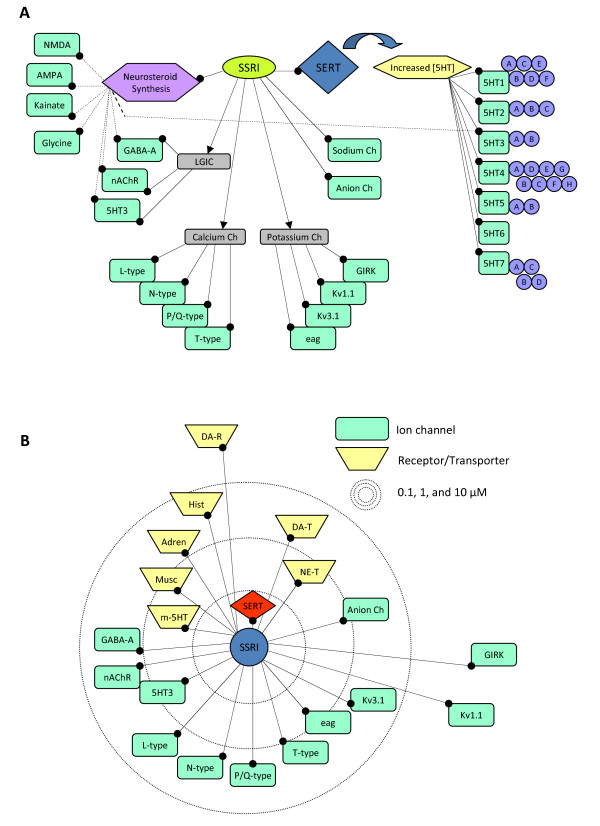 A
NMDA
AMPA
Kainate
Glycine
Neurosteroid
Synthesis
SSRI
SERT
Increased [5HT]
GABA-A
nAChR
5HT3
LGIC
Sodium Ch
Anion Ch
Calcium Ch
Potassium Ch
L-type
N-type
P/Q-type
T-type
GIRK
Kv1.1
Kv3.1
eag
5HT1
A C E
B D F
5HT2
A B C
5HT3
A B
5HT4
A D E G
B C F H
5HT5
A B
5HT6
5HT7
A C
B D
B
Ion channel
Receptor/Transporter
0.1, 1, and 10 µM
DA-R
Hist
Adren
Musc
m-5HT
DA-T
NE-T
SERT
SSRI
Anion Ch
GABA-A
nAChR
5HT3
L-type
N-type
P/Q-type
T-type
eag
Kv3.1
Kv1.1
GIRK